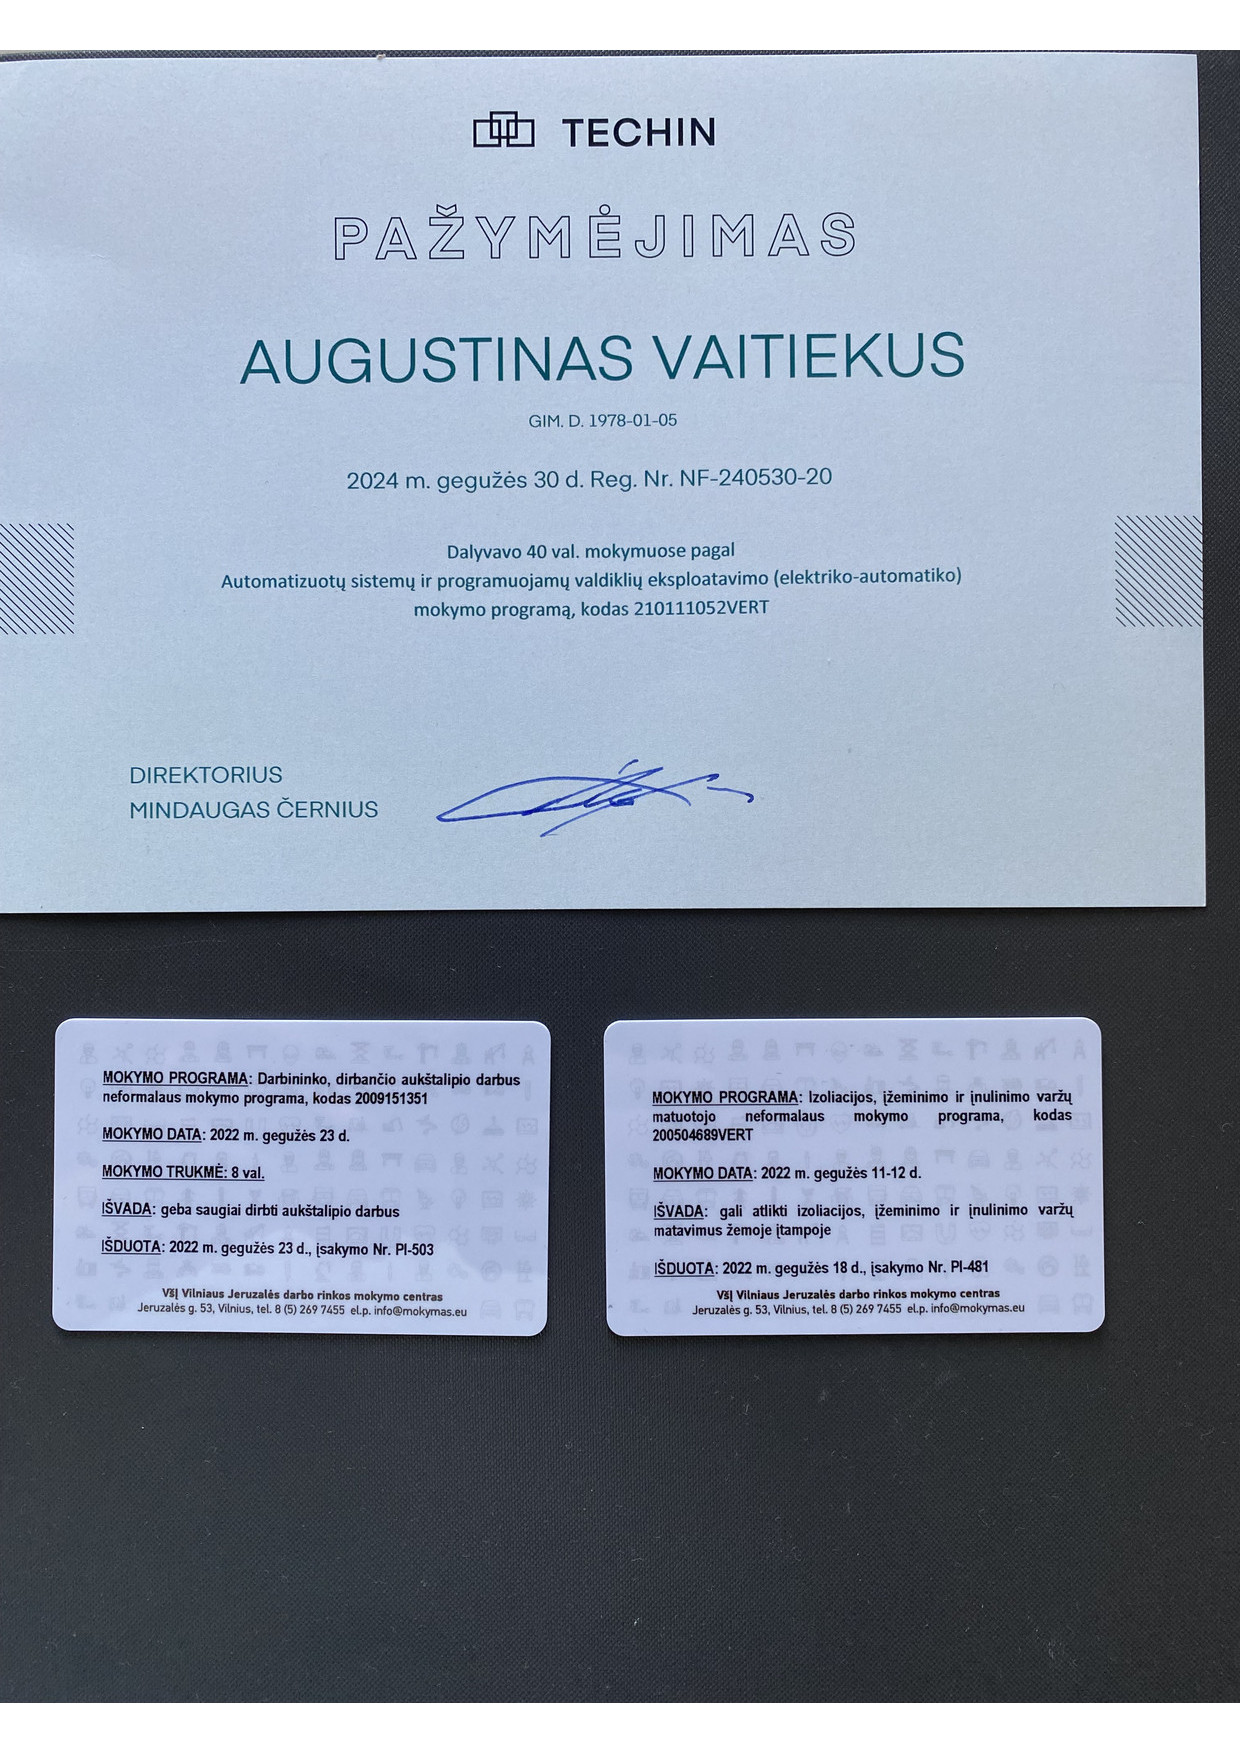 TECHIN
PAŽYMĖJIMAS
AUGUSTINAS VAITIEKUS
GIM. D. 1978-01-05
2024 m. gegužės 30 d. Reg. Nr. NF-240530-20
Dalyvavo 40 val. mokymuose pagal
Automatizuotų sistemų ir programuojamų valdiklių eksploatavimo (elektriko-automatiko)
mokymo programą, kodas 210111052VERT
DIREKTORIUS
MINDAUGAS ČERNIUS
MOKYMO PROGRAMA: Darbininko, dirbančio aukštalipio darbus
neformalaus mokymo programa, kodas 2009151351
MOKYMO DATA: 2022 m. gegužės 23 d.
MOKYMO TRUKMĖ: 8 val.
IŠVADA: geba saugiai dirbti aukštalipio darbus
IŠDUOTA: 2022 m. gegužės 23 d., įsakymo Nr. PI-503
VšĮ Vilniaus Jeruzalės darbo rinkos mokymo centras
Jeruzalės g. 53, Vilnius, tel. 8 (5) 269 7455 el.p. info@mokymas.eu
MOKYMO PROGRAMA: Izoliacijos, įžeminimo ir įnulinimo varžų
matuotojo neformalaus mokymo programa, kodas
200504689VERT
MOKYMO DATA: 2022 m. gegužės 11-12 d.
IŠVADA: gali atlikti izoliacijos, įžeminimo ir įnulinimo varžų
matavimus žemoje įtampoje
IŠDUOTA: 2022 m. gegužės 18 d., įsakymo Nr. PI-481
VšĮ Vilniaus Jeruzalės darbo rinkos mokymo centras
Jeruzalės g. 53, Vilnius, tel. 8 (5) 269 7455 el.p. info@mokymas.eu